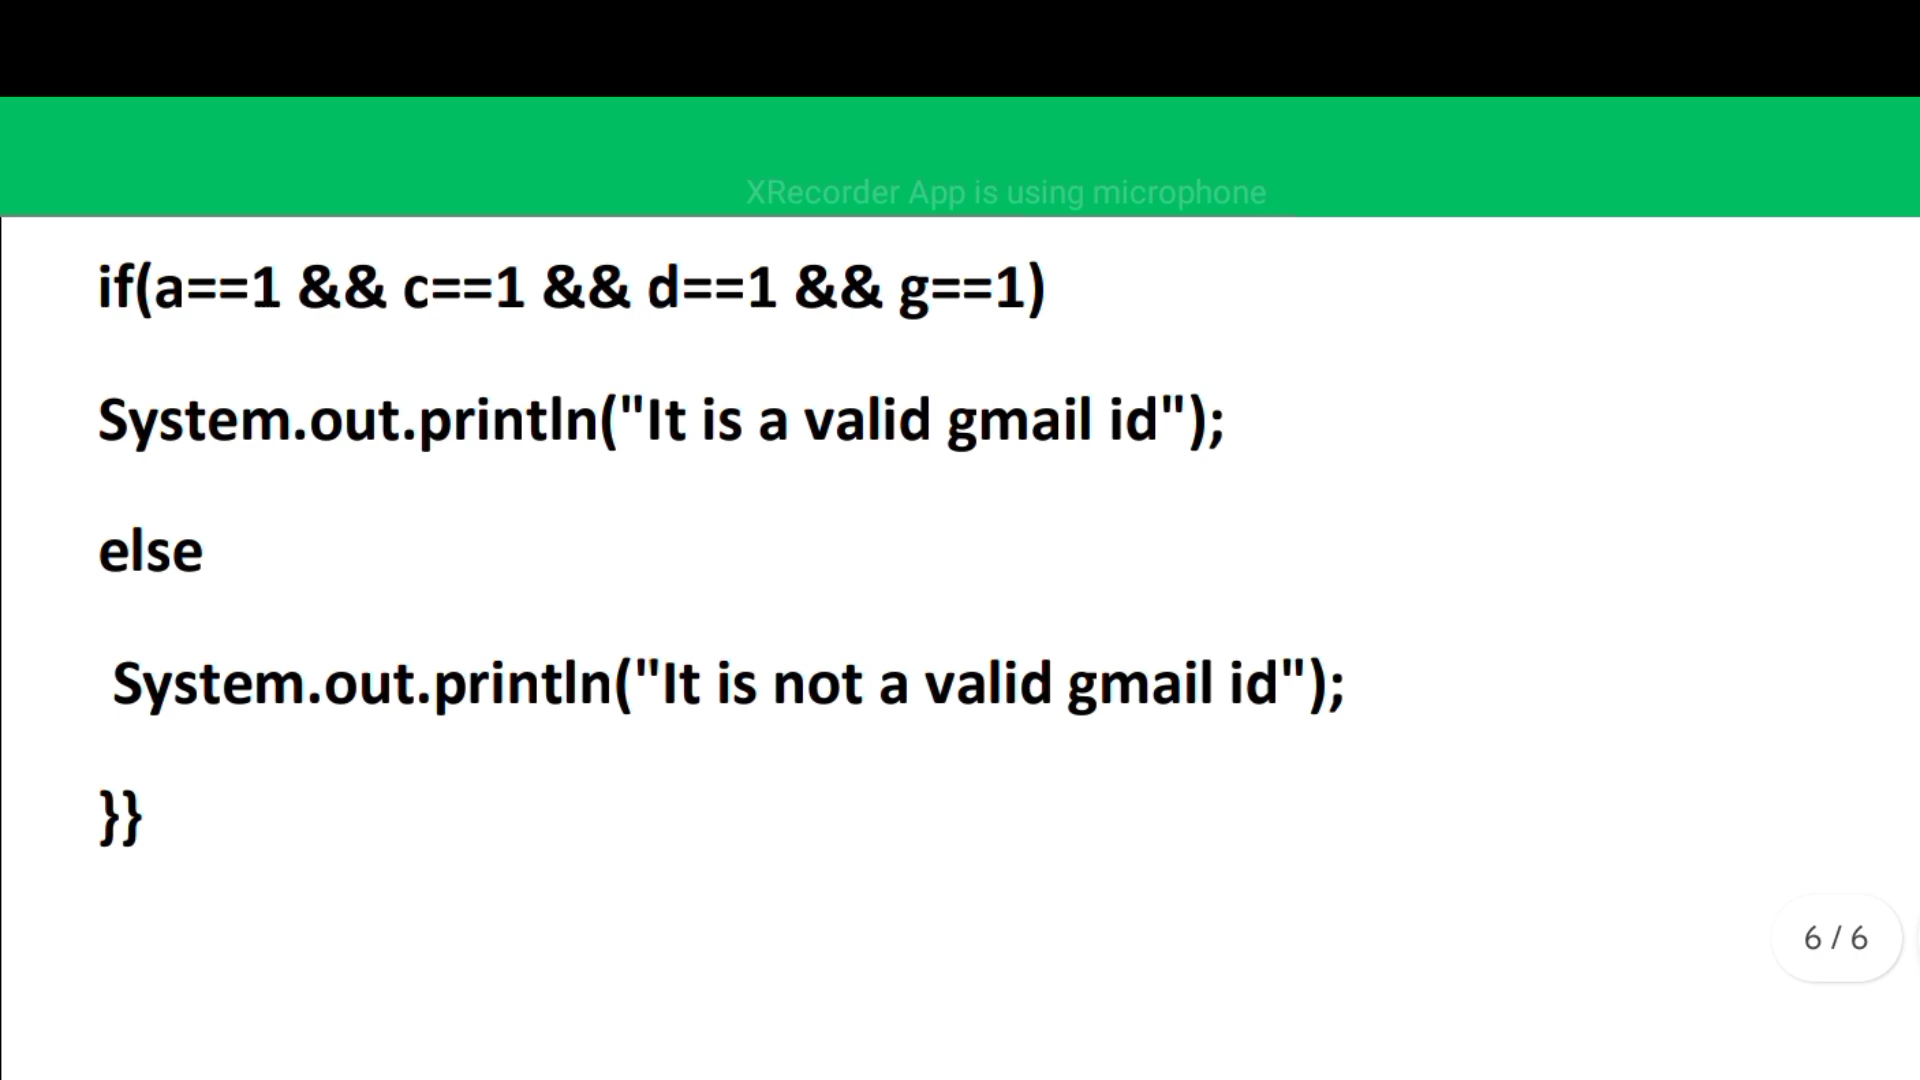 XRecorder App is using microphone
if(a==1 && c==1 && d==1 && g==1)
System.out.println("It is a valid gmail id");
else
System.out.println("It is not a valid gmail id");
}}
6 / 6